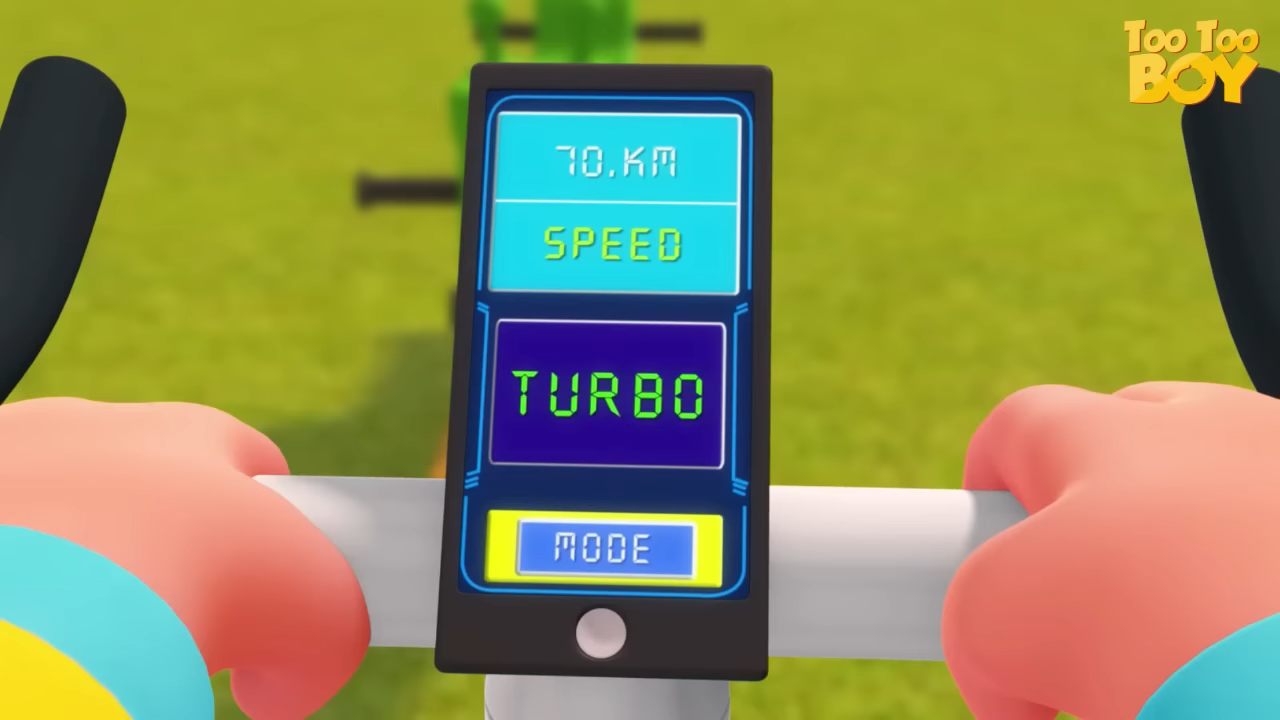 TOO TOO
BOY
70.KM
SPEED
TURBO
MODE